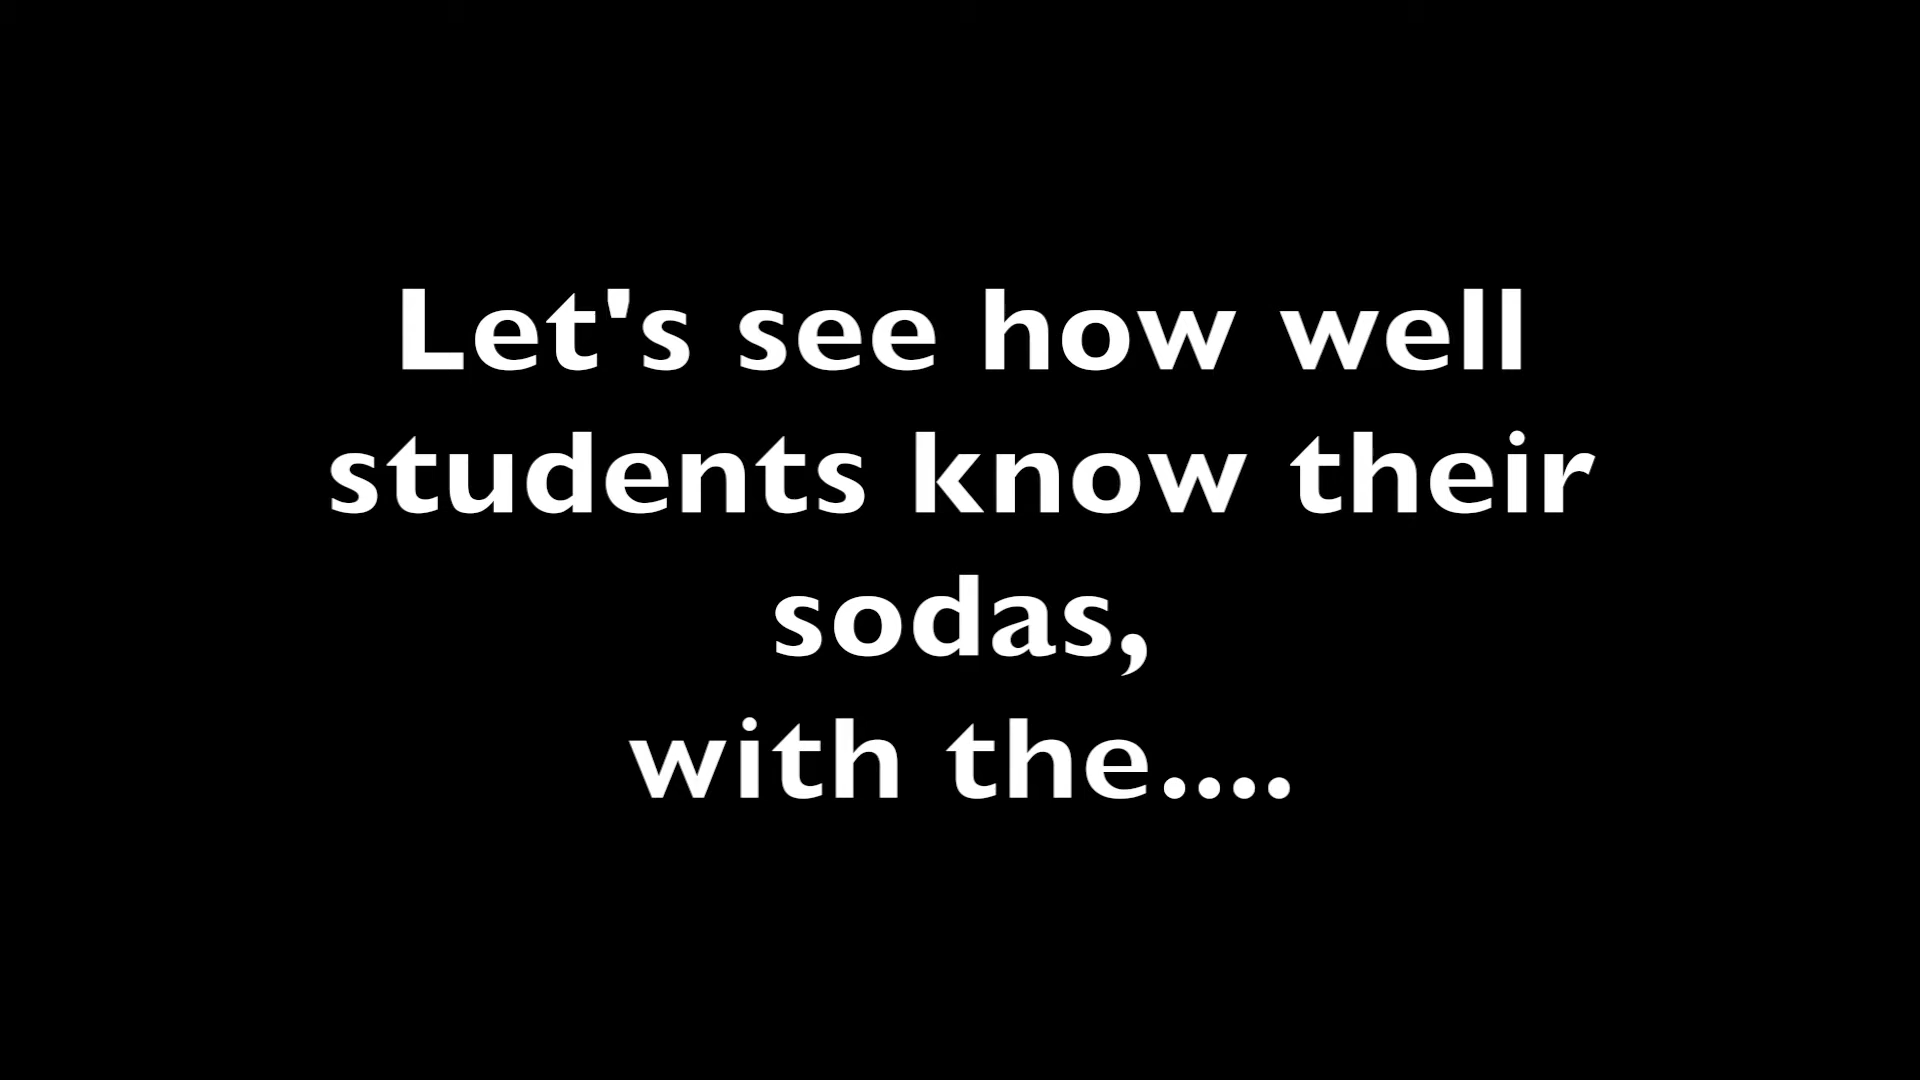 Let's see how well
students know their
sodas,
with the....